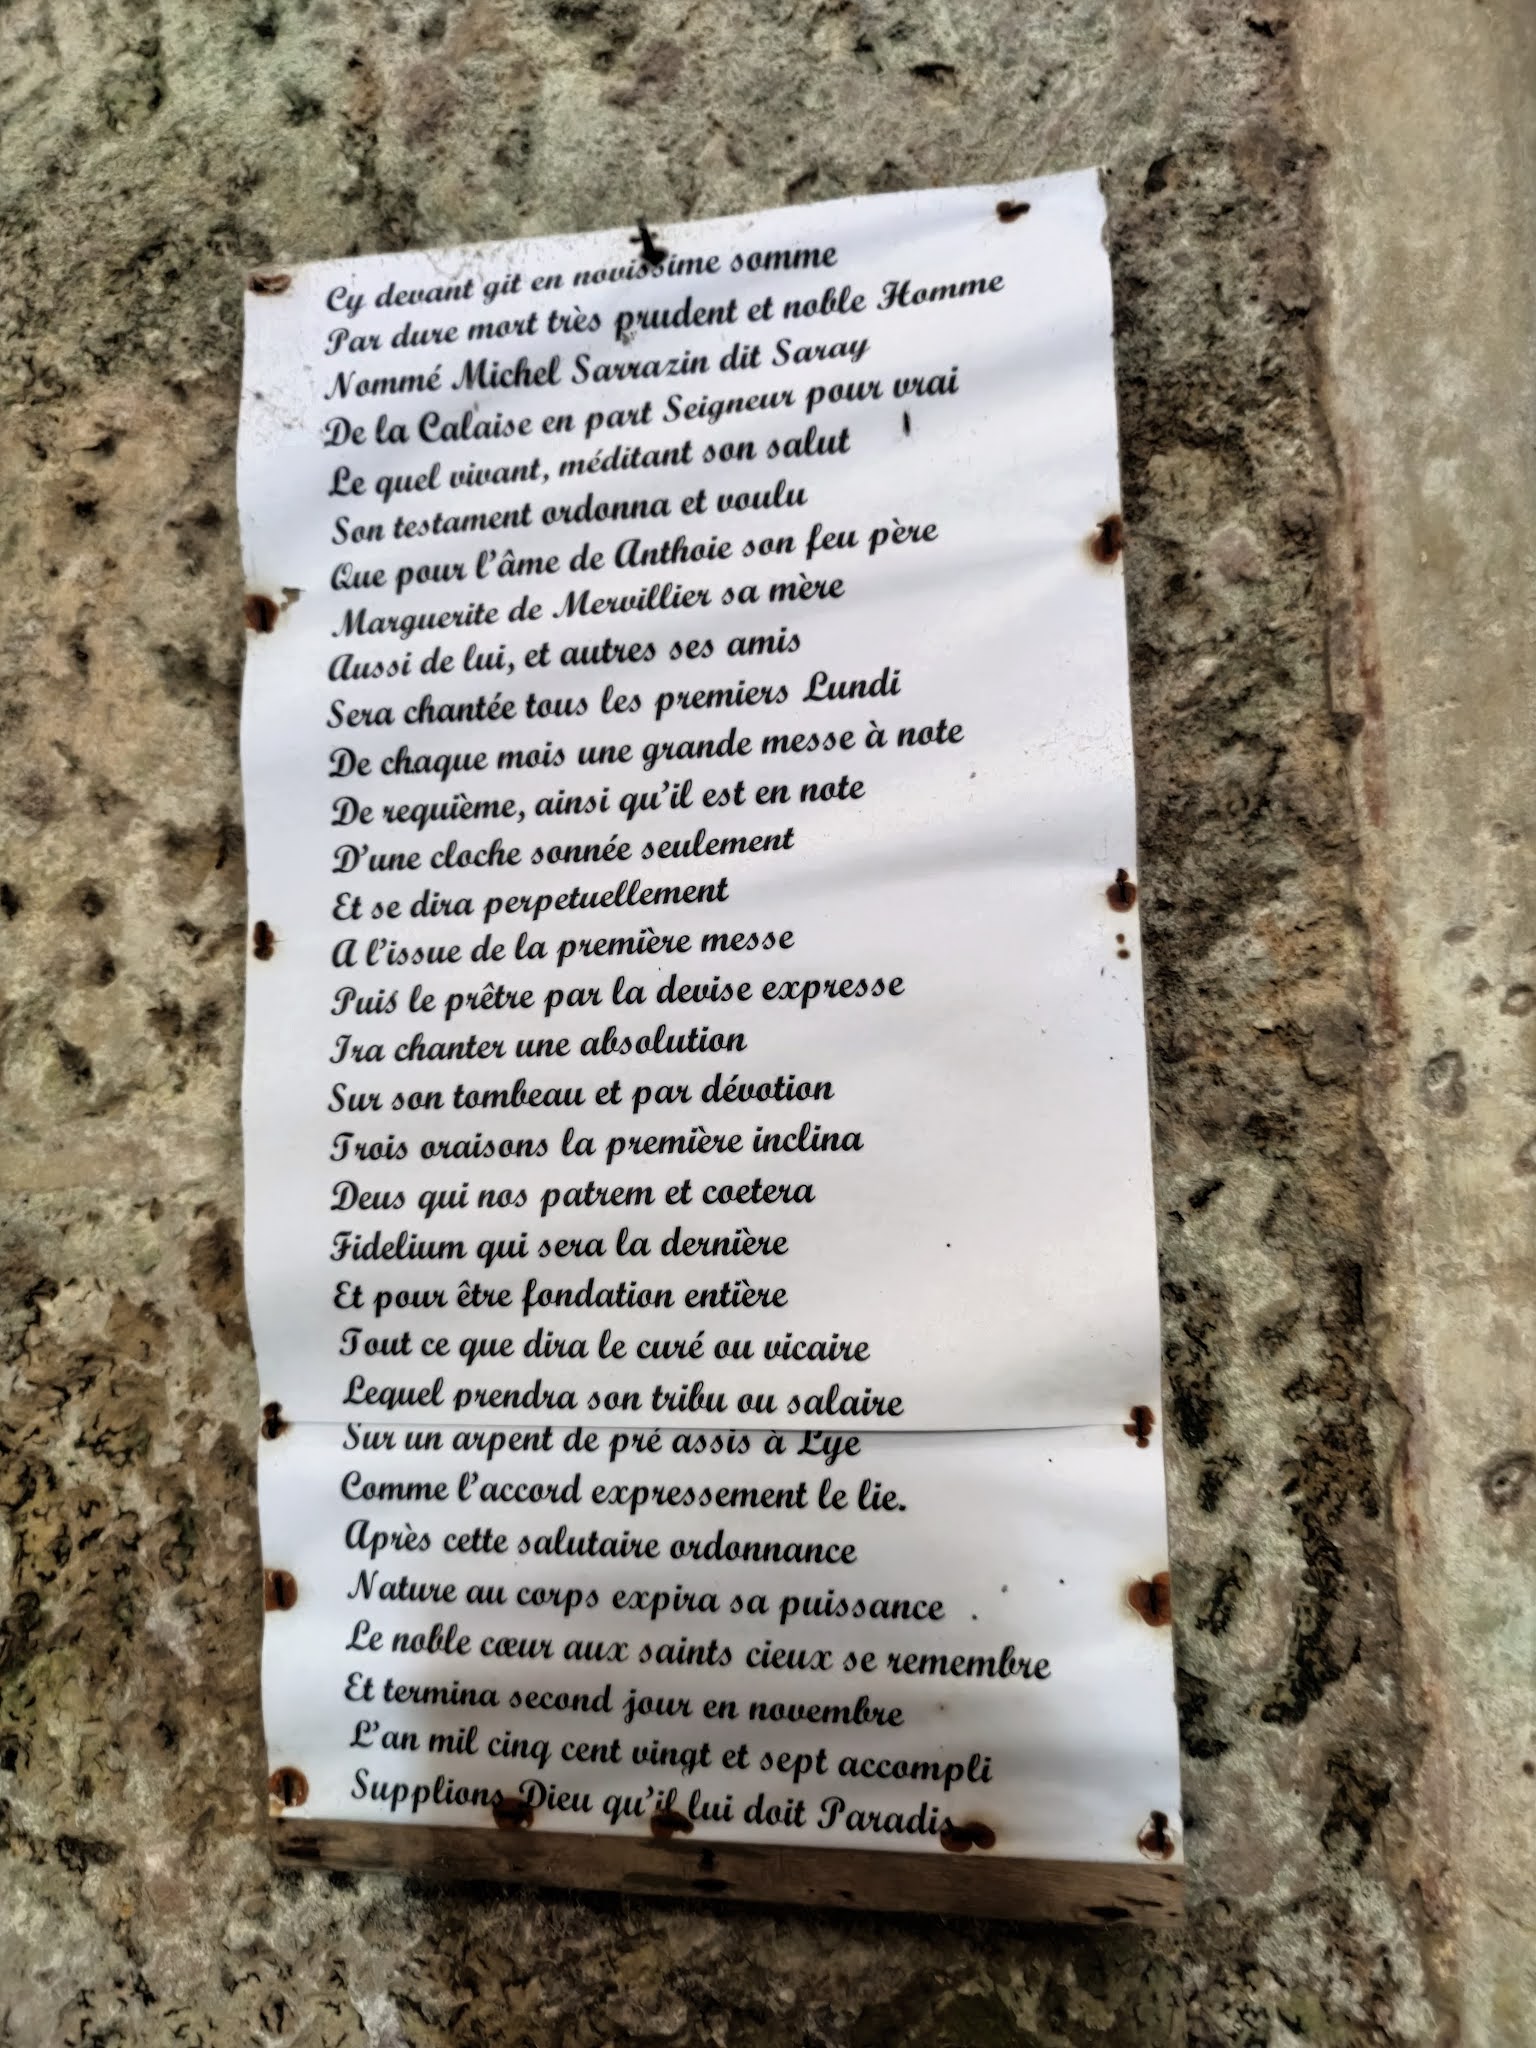 Cy devant git en novissime somme
Par dure mort très prudent et noble Homme
Nommé Michel Sarrazin dit Saray
De la Calaise en part Seigneur pour vrai
Le quel vivant, méditant son salut
Son testament ordonna et voulu
Que pour l'âme de Anthoie son feu père
Marguerite de Mervillier sa mère
Aussi de lui, et autres ses amis
Sera chantée tous les premiers Lundi
De chaque mois une grande messe à note
De requième, ainsi qu'il est en note
D'une cloche sonnée seulement
Et se dira perpetuellement
A l'issue de la première messe
Puis le prêtre par la devise expresse
Ira chanter une absolution
Sur son tombeau et par dévotion
Trois oraisons la première inclina
Deus qui nos patrem et coetera
Fidelium qui sera la dernière
Et pour être fondation entière
Tout ce que dira le curé ou vicaire
Lequel prendra son tribu ou salaire
Sur un arpent de pré assis à Lye
Comme l'accord expressement le lie.
Après cette salutaire ordonnance
Nature au corps expira sa puissance .
Le noble cœur aux saints cieux se remembre
Et termina second jour en novembre
L'an mil cinq cent vingt et sept accompli
Supplions Dieu qu'il lui doit Paradis